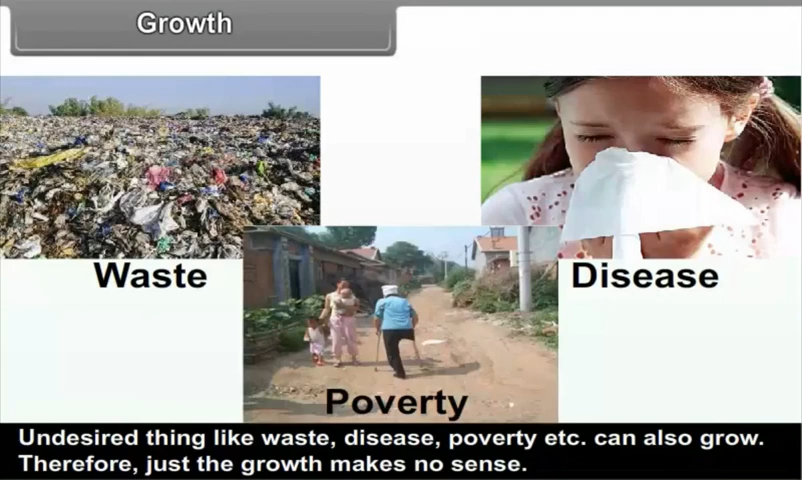 Growth
Waste
Disease
Poverty
Undesired thing like waste, disease, poverty etc. can also grow.
Therefore, just the growth makes no sense.